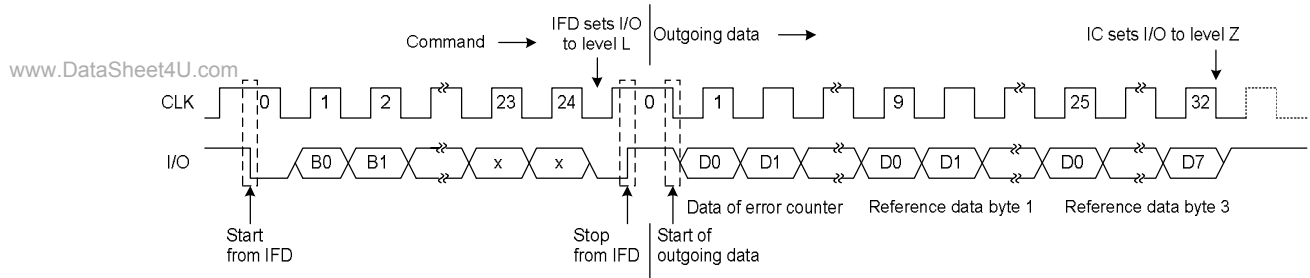 IFD sets I/O
to level L
Command
Outgoing data
IC sets I/O to level Z
www.DataSheet4U.com
CLK 0 1 2 23 24 0 1 9 25 32
I/O B0 B1 x x D0 D1 D0 D1 D0 D7
Data of error counter Reference data byte 1 Reference data byte 3
Start
from IFD
Stop
from IFD
Start of
outgoing data